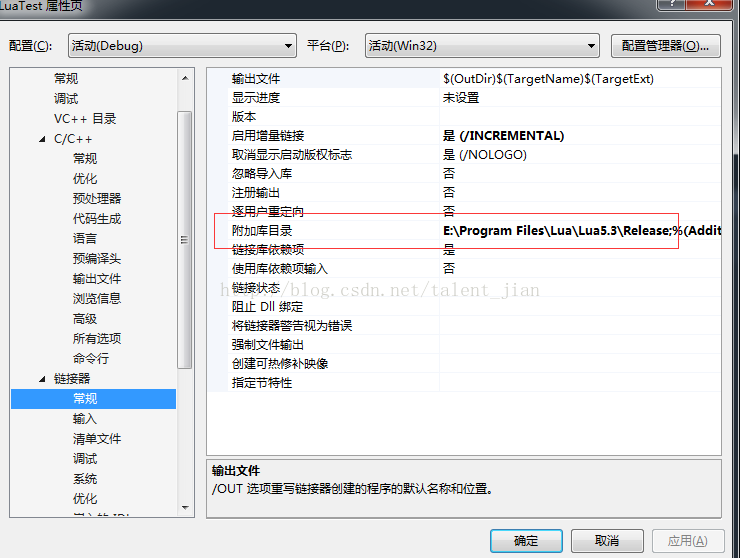 LuaTest 属性页
配置(C): 活动(Debug) 平台(P): 活动(Win32) 配置管理器(O)...
常规
调试
VC++ 目录
C/C++
常规
优化
预处理器
代码生成
语言
预编译头
输出文件
浏览信息
高级
所有选项
命令行
链接器
常规
输入
清单文件
调试
系统
优化
输出文件 $(OutDir)$(TargetName)$(TargetExt)
显示进度 未设置
版本
启用增量链接 是 (/INCREMENTAL)
取消显示启动版权标志 是 (/NOLOGO)
忽略导入库 否
注册输出 否
逐用户重定向 否
附加库目录 E:\Program Files\Lua\Lua5.3\Release;%(Addit
链接库依赖项 是
使用库依赖项输入 否
链接状态
阻止 Dll 绑定
将链接器警告视为错误
强制文件输出
创建可热修补映像
指定节特性
http://blog.csdn.net/talent_jian
输出文件
/OUT 选项重写链接器创建的程序的默认名称和位置。
确定 取消 应用(A)